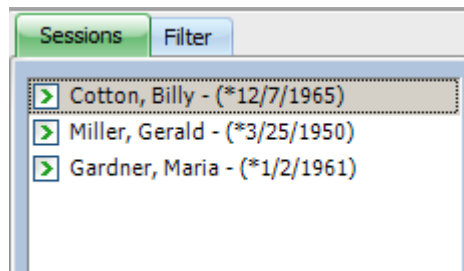 Sessions Filter
Cotton, Billy - (*12/7/1965)
Miller, Gerald - (*3/25/1950)
Gardner, Maria - (*1/2/1961)